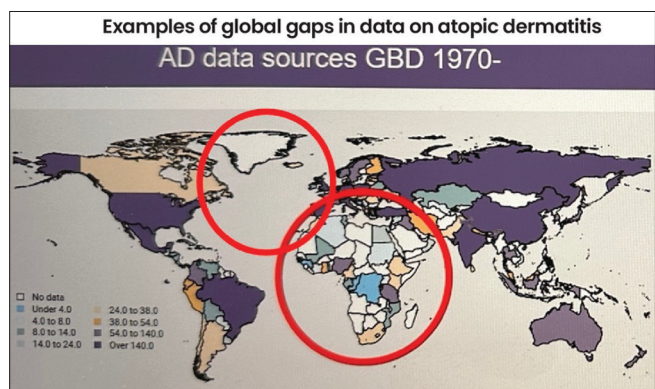 Examples of global gaps in data on atopic dermatitis
AD data sources GBD 1970-
No data
Under 4.0
4.0 to 8.0
8.0 to 14.0
14.0 to 24.0
24.0 to 38.0
38.0 to 54.0
54.0 to 140.0
Over 140.0